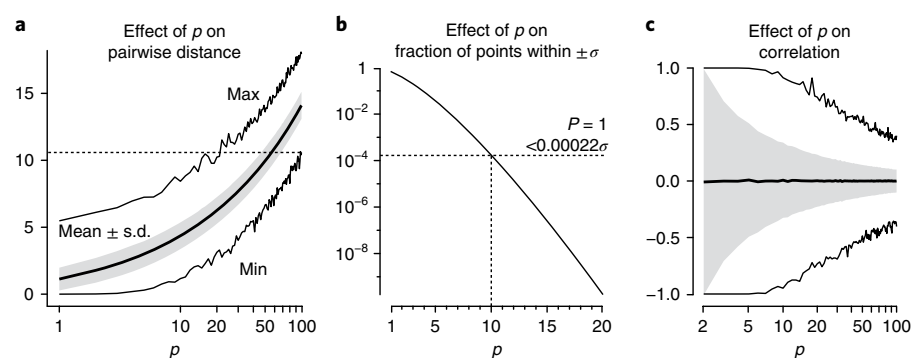 a
Effect of p on
pairwise distance
15
10
5
0
Max
Mean ± s.d.
Min
1
10
20
50
100
p
b
Effect of p on
fraction of points within ±σ
1
10⁻²
10⁻⁴
10⁻⁶
10⁻⁸
P = 1
<0.00022σ
1
5
10
15
20
p
c
Effect of p on
correlation
1.0
0.5
0.0
−0.5
−1.0
2
5
10
20
50
100
p